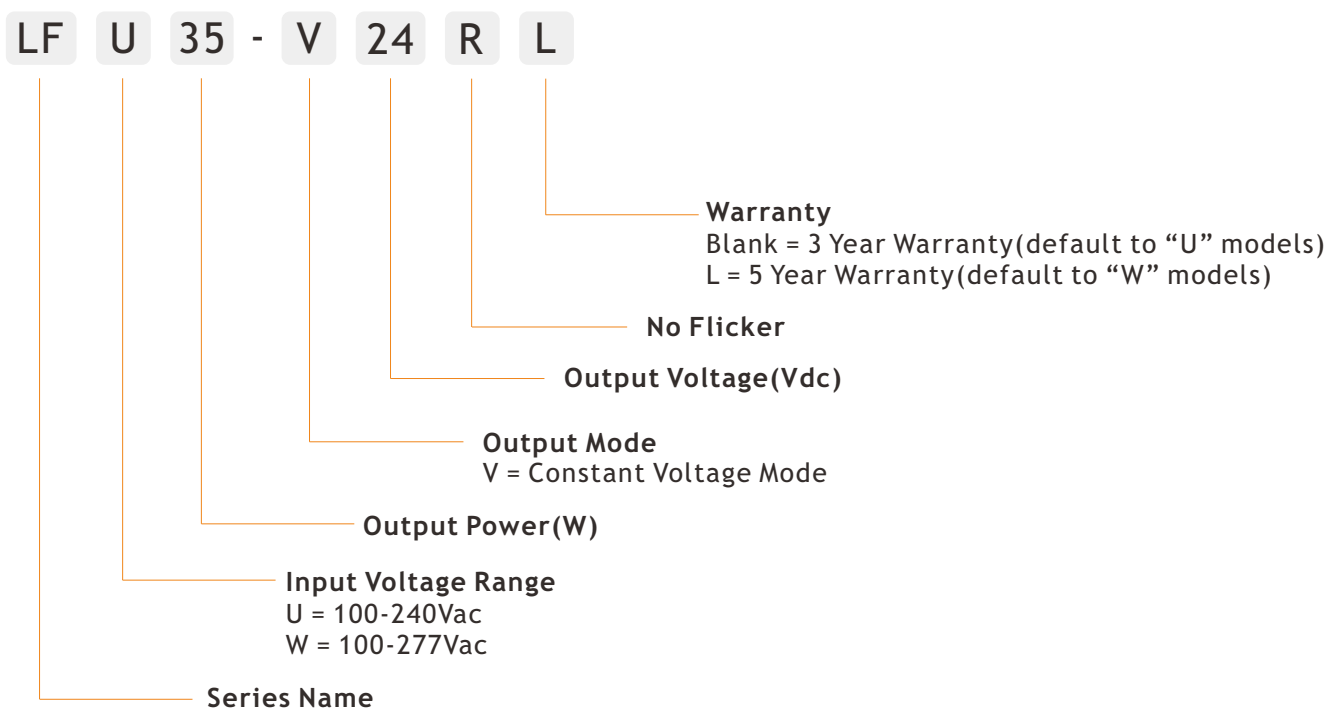 LF U 35 - V 24 R L
Warranty
Blank = 3 Year Warranty(default to “U” models)
L = 5 Year Warranty(default to “W” models)
No Flicker
Output Voltage(Vdc)
Output Mode
V = Constant Voltage Mode
Output Power(W)
Input Voltage Range
U = 100-240Vac
W = 100-277Vac
Series Name